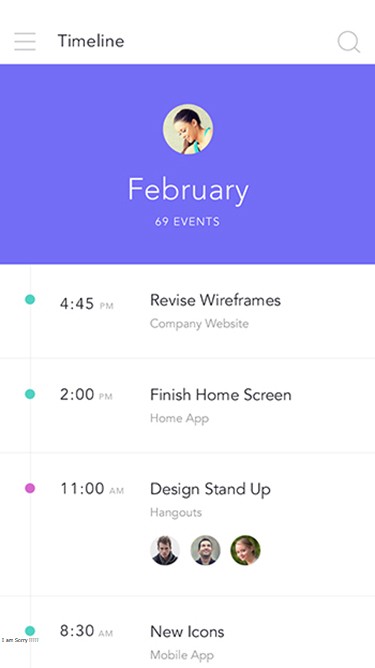 Timeline
February
69 EVENTS
4:45 PM
Revise Wireframes
Company Website
2:00 PM
Finish Home Screen
Home App
11:00 AM
Design Stand Up
Hangouts
8:30 AM
New Icons
I am Sorry !!!!!
Mobile App